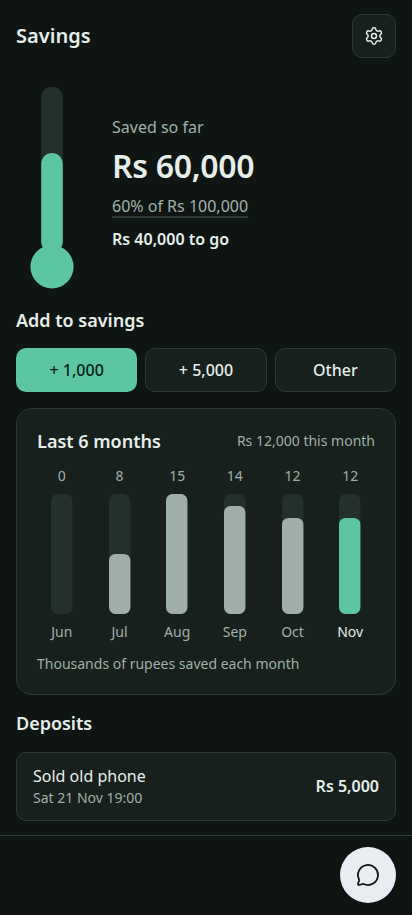 Savings
Saved so far
Rs 60,000
60% of Rs 100,000
Rs 40,000 to go
Add to savings
+ 1,000
+ 5,000
Other
Last 6 months
Rs 12,000 this month
0 8 15 14 12 12
Jun Jul Aug Sep Oct Nov
Thousands of rupees saved each month
Deposits
Sold old phone
Rs 5,000
Sat 21 Nov 19:00